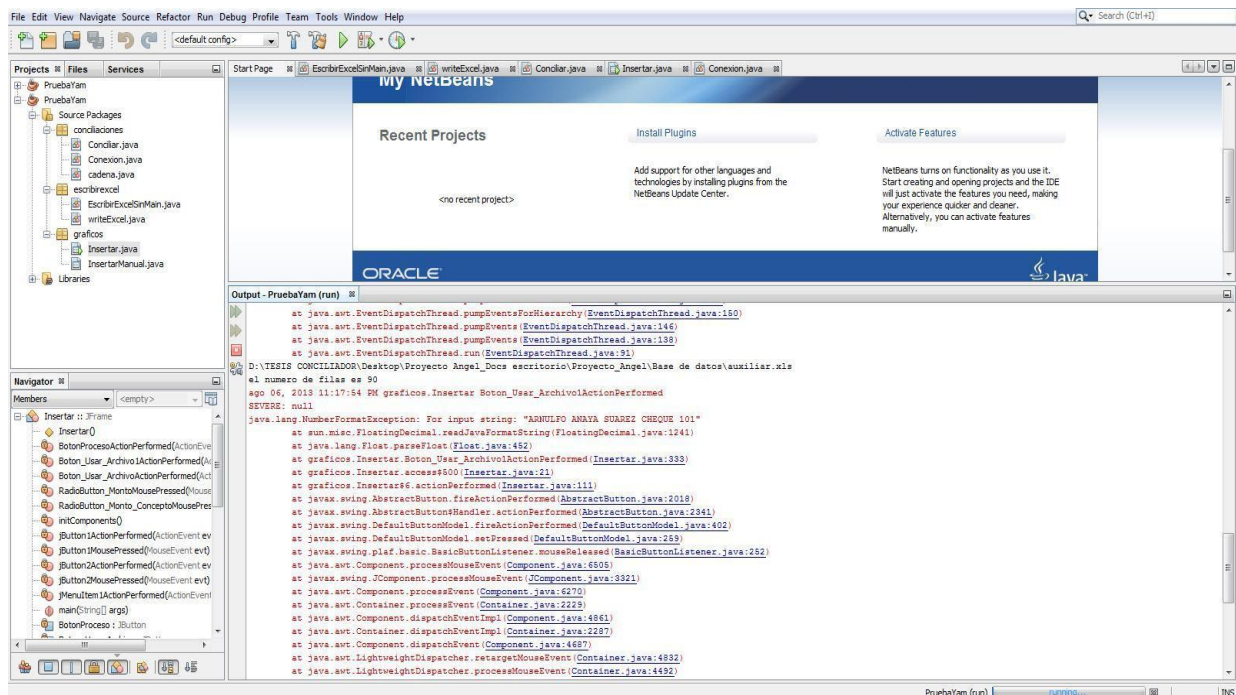 File Edit View Navigate Source Refactor Run Debug Profile Team Tools Window Help
Search (Ctrl+I)
<default config>
Projects Files Services
PruebaYam
PruebaYam
Source Packages
conciliaciones
Conciliar.java
Conexion.java
cadena.java
escribirexcel
EscribirExcelSinMain.java
writeExcel.java
graficos
Insertar.java
InsertarManual.java
Libraries
Start Page EscribirExcelSinMain.java writeExcel.java Conciliar.java Insertar.java Conexion.java
My NetBeans
Recent Projects
<no recent project>
Install Plugins
Add support for other languages and
technologies by installing plugins from the
NetBeans Update Center.
Activate Features
NetBeans turns on functionality as you use it.
Start creating and opening projects and the IDE
will just activate the features you need, making
your experience quicker and cleaner.
Alternatively, you can activate features
manually.
ORACLE
Java
Output - PruebaYam (run)
at java.awt.EventDispatchThread.pumpEventsForHierarchy(EventDispatchThread.java:150)
at java.awt.EventDispatchThread.pumpEvents(EventDispatchThread.java:146)
at java.awt.EventDispatchThread.pumpEvents(EventDispatchThread.java:138)
at java.awt.EventDispatchThread.run(EventDispatchThread.java:91)
D:\TESIS CONCILIADOR\Desktop\Proyecto Angel_Docs escritorio\Proyecto_Angel\Base de datos\auxiliar.xls
el numero de filas es 90
ago 06, 2013 11:17:54 PM graficos.Insertar Boton_Usar_Archivo1ActionPerformed
SEVERE: null
java.lang.NumberFormatException: For input string: "ARNULFO ANAYA SUAREZ CHEQUE 101"
at sun.misc.FloatingDecimal.readJavaFormatString(FloatingDecimal.java:1241)
at java.lang.Float.parseFloat(Float.java:452)
at graficos.Insertar.Boton_Usar_Archivo1ActionPerformed(Insertar.java:333)
at graficos.Insertar.access$500(Insertar.java:21)
at graficos.Insertar$6.actionPerformed(Insertar.java:111)
at javax.swing.AbstractButton.fireActionPerformed(AbstractButton.java:2018)
at javax.swing.AbstractButton$Handler.actionPerformed(AbstractButton.java:2341)
at javax.swing.DefaultButtonModel.fireActionPerformed(DefaultButtonModel.java:402)
at javax.swing.DefaultButtonModel.setPressed(DefaultButtonModel.java:259)
at javax.swing.plaf.basic.BasicButtonListener.mouseReleased(BasicButtonListener.java:252)
at java.awt.Component.processMouseEvent(Component.java:6505)
at javax.swing.JComponent.processMouseEvent(JComponent.java:3321)
at java.awt.Component.processEvent(Component.java:6270)
at java.awt.Container.processEvent(Container.java:2229)
at java.awt.Component.dispatchEventImpl(Component.java:4861)
at java.awt.Container.dispatchEventImpl(Container.java:2287)
at java.awt.Component.dispatchEvent(Component.java:4687)
at java.awt.LightweightDispatcher.retargetMouseEvent(Container.java:4832)
at java.awt.LightweightDispatcher.processMouseEvent(Container.java:4492)
Navigator
Members <empty>
Insertar :: JFrame
Insertar()
BotonProcesoActionPerformed(ActionEve
Boton_Usar_Archivo1ActionPerformed(Ac
Boton_Usar_ArchivoActionPerformed(Act
RadioButton_MontoMousePressed(Mouse
RadioButton_Monto_ConceptoMousePres
initComponents()
jButton1ActionPerformed(ActionEvent ev
jButton1MousePressed(MouseEvent evt)
jButton2ActionPerformed(ActionEvent ev
jButton2MousePressed(MouseEvent evt)
jMenuItem1ActionPerformed(ActionEvent
main(String[] args)
BotonProceso : JButton
PruebaYam (run) running... INS